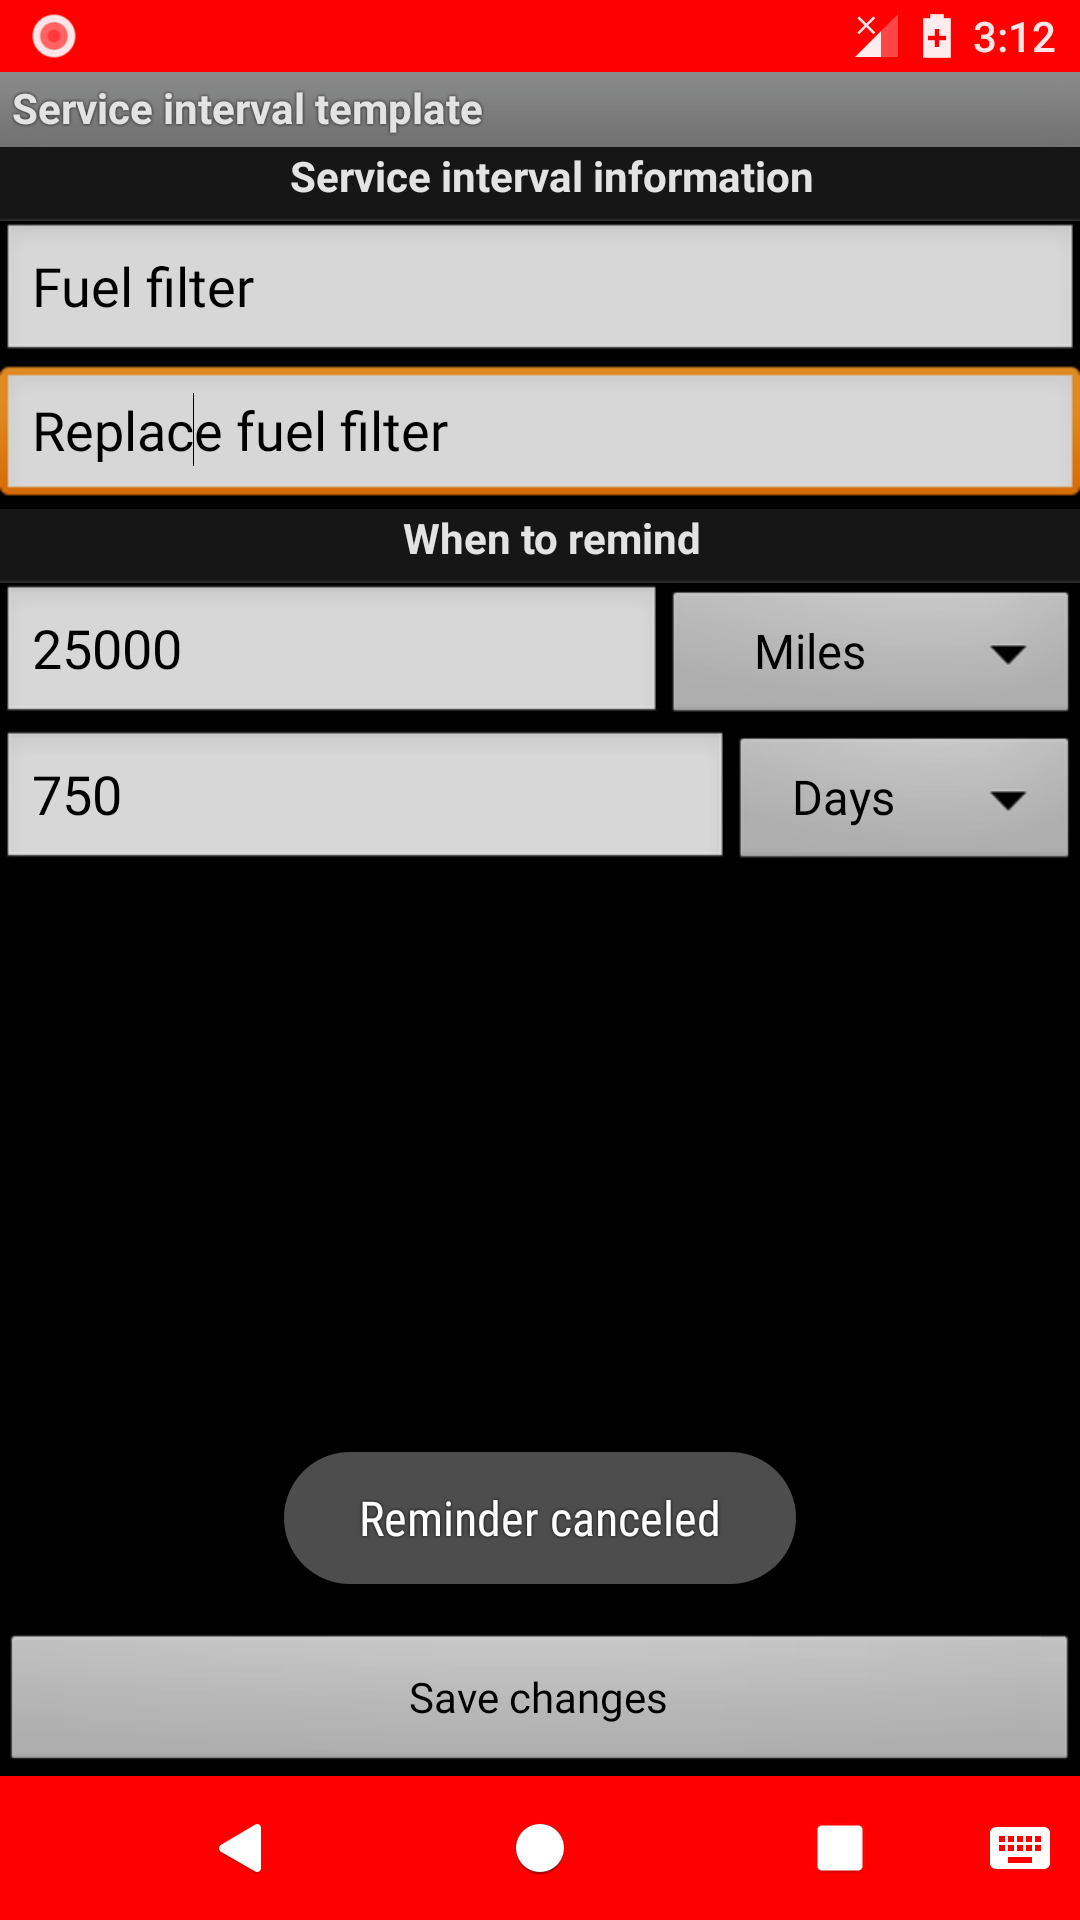 3:12
Service interval template
Service interval information
Fuel filter
Replace fuel filter
When to remind
25000
Miles
750
Days
Reminder canceled
Save changes